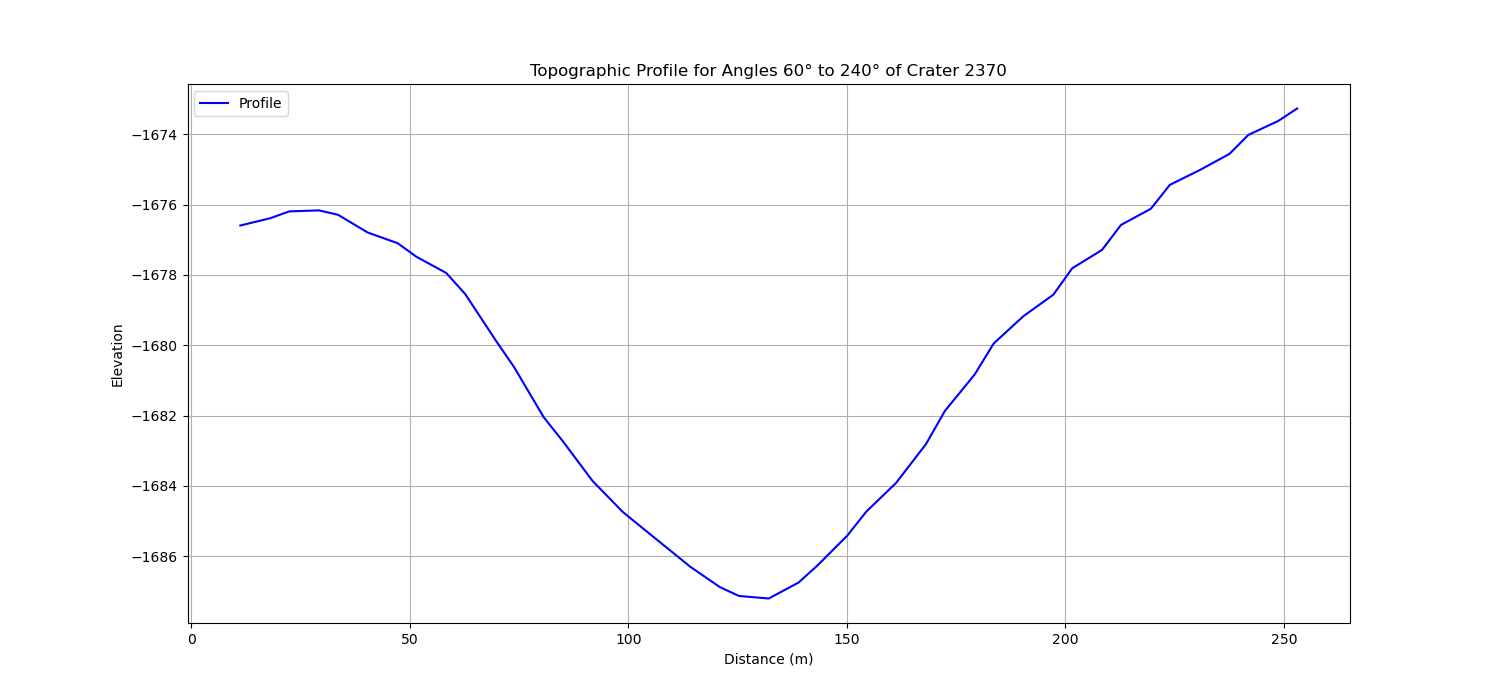 Topographic Profile for Angles 60° to 240° of Crater 2370
Profile
−1674
−1676
−1678
−1680
−1682
−1684
−1686
Elevation
0 50 100 150 200 250
Distance (m)